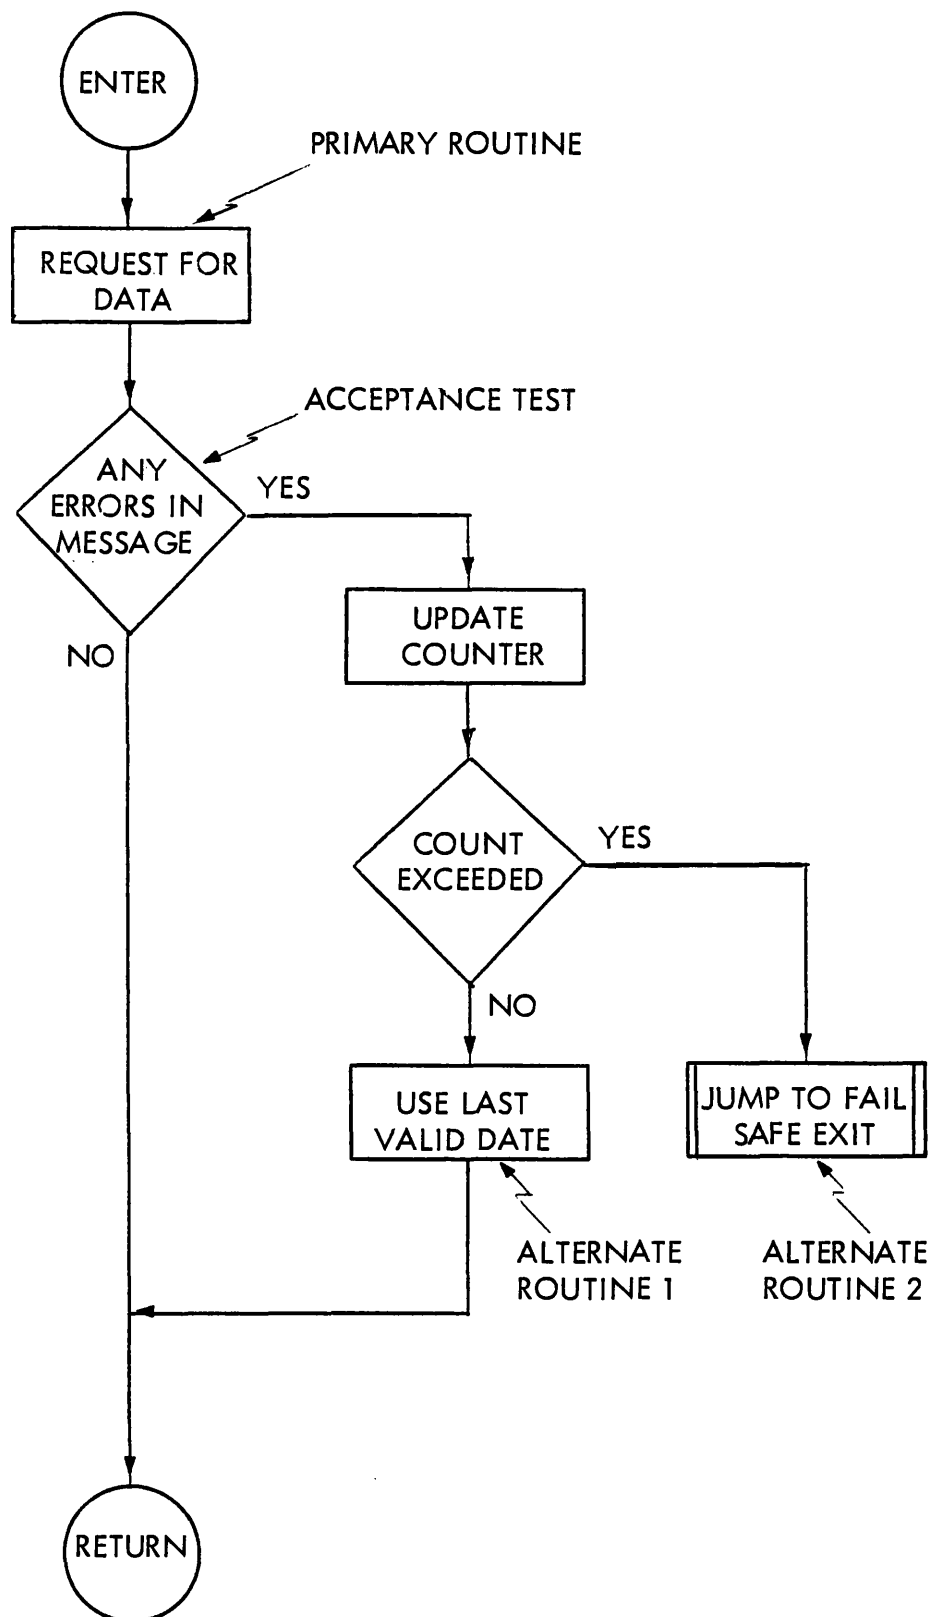 ENTER
PRIMARY ROUTINE
REQUEST FOR
DATA
ACCEPTANCE TEST
ANY
ERRORS IN
MESSAGE
YES
NO
UPDATE
COUNTER
COUNT
EXCEEDED
YES
NO
USE LAST
VALID DATE
JUMP TO FAIL
SAFE EXIT
ALTERNATE
ROUTINE 1
ALTERNATE
ROUTINE 2
RETURN